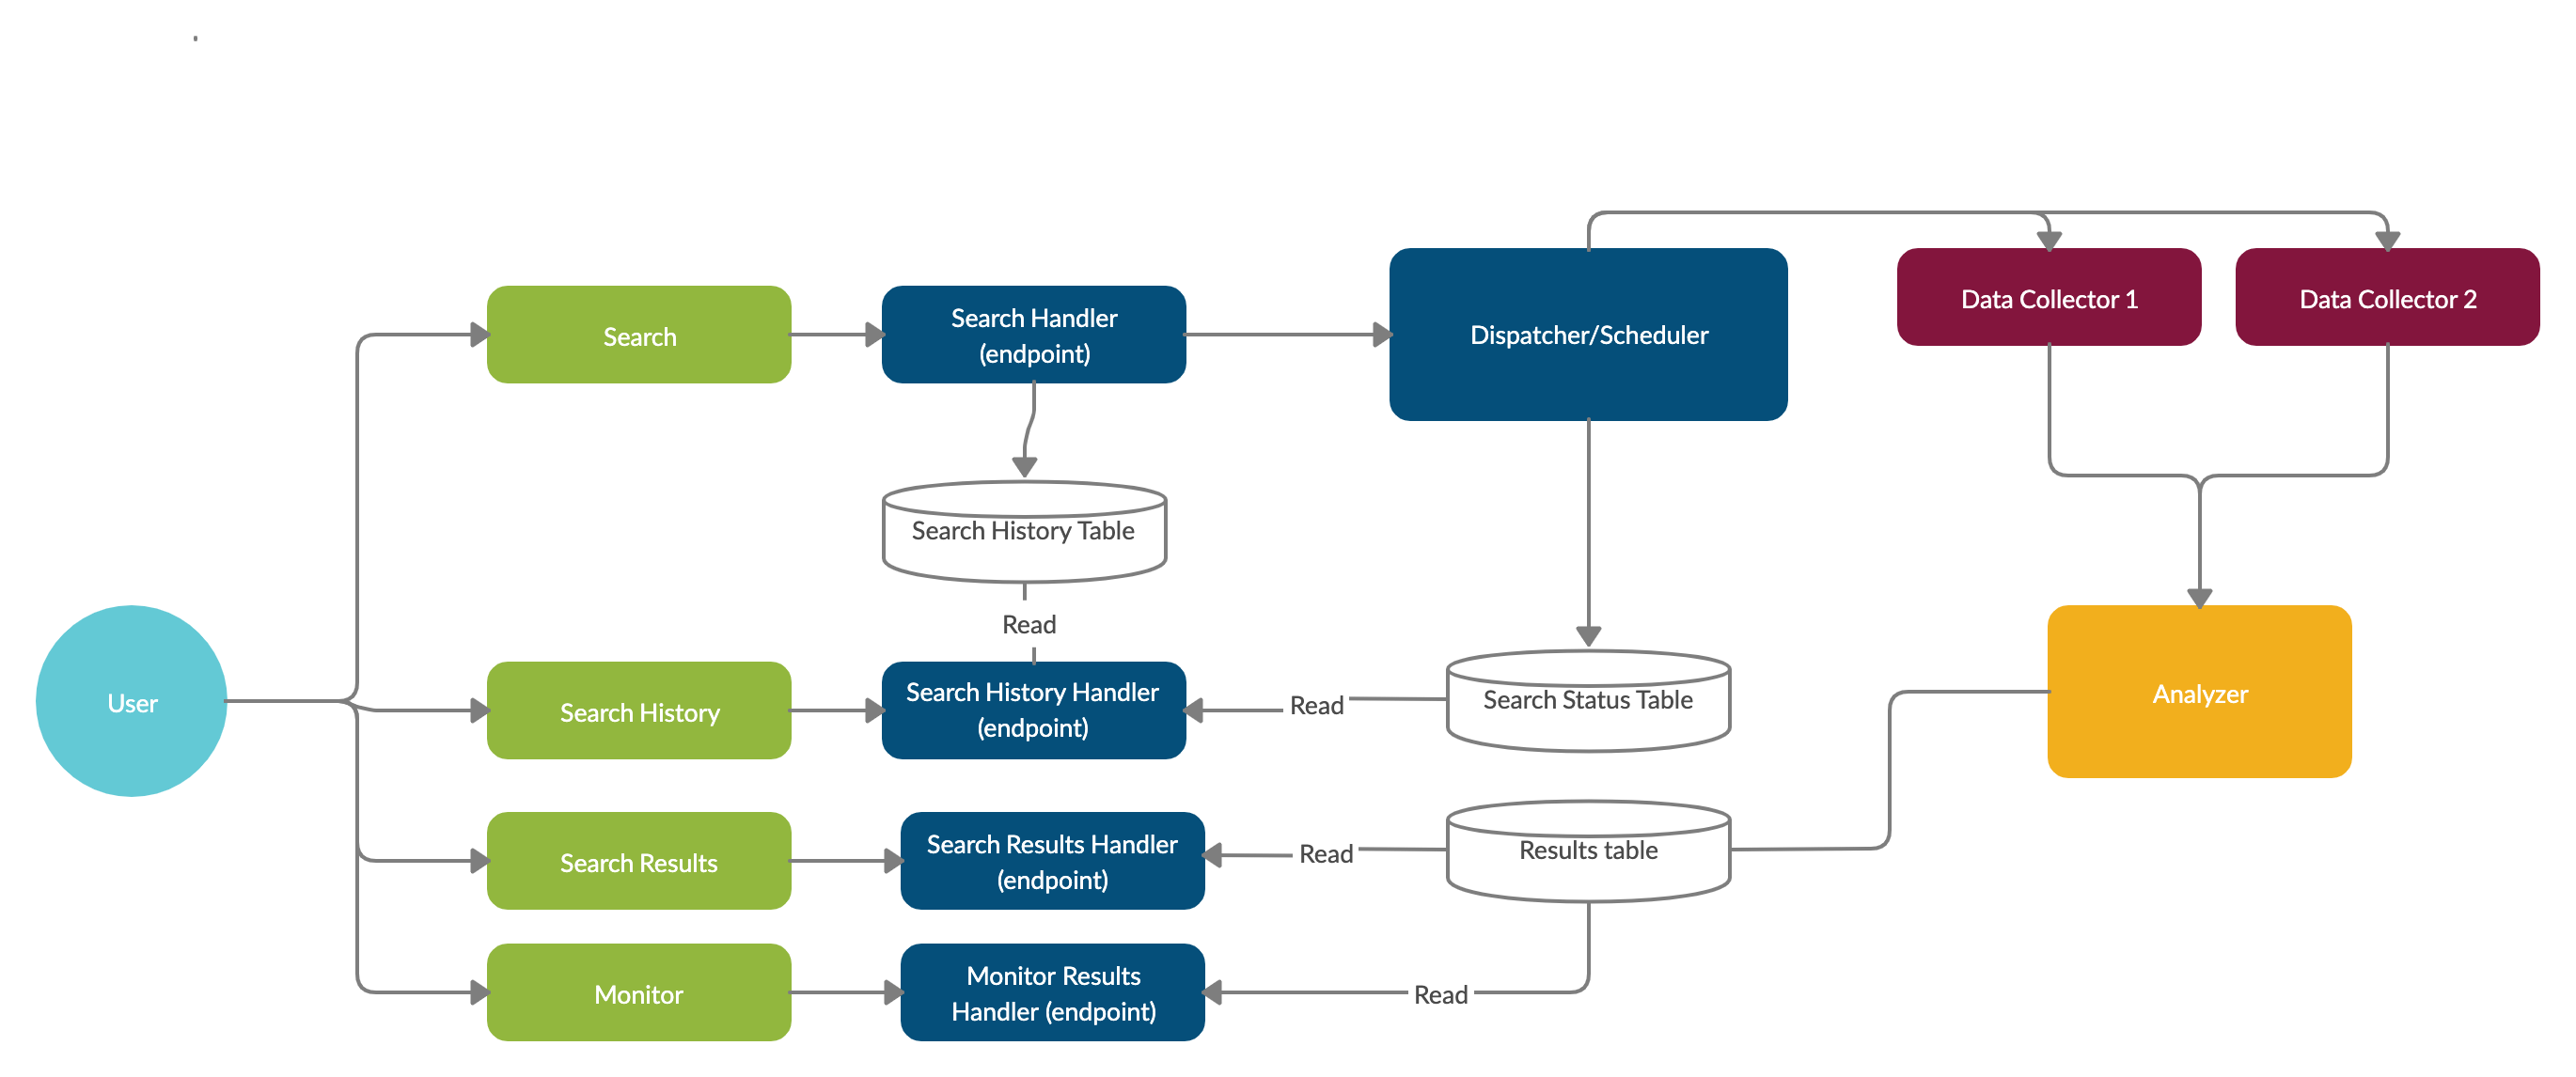 Search
Search Handler
(endpoint)
Dispatcher/Scheduler
Data Collector 1
Data Collector 2
Search History Table
Read
User
Search History
Search History Handler
(endpoint)
Read
Search Status Table
Analyzer
Search Results
Search Results Handler
(endpoint)
Read
Results table
Monitor
Monitor Results
Handler (endpoint)
Read